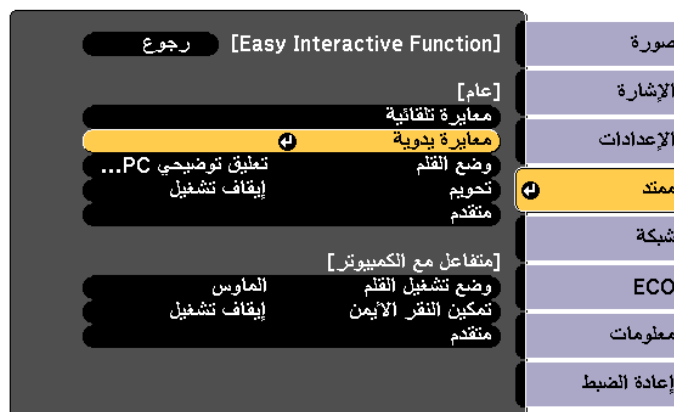 صورة
الإشارة
الإعدادات
ممتد
شبكة
ECO
معلومات
إعادة الضبط
[Easy Interactive Function] رجوع
[عام]
معايرة تلقائية
معايرة يدوية
وضع القلم تعليق توضيحي PC...
تحويم إيقاف تشغيل
متقدم
[متفاعل مع الكمبيوتر]
وضع تشغيل القلم الماوس
تمكين النقر الأيمن إيقاف تشغيل
متقدم